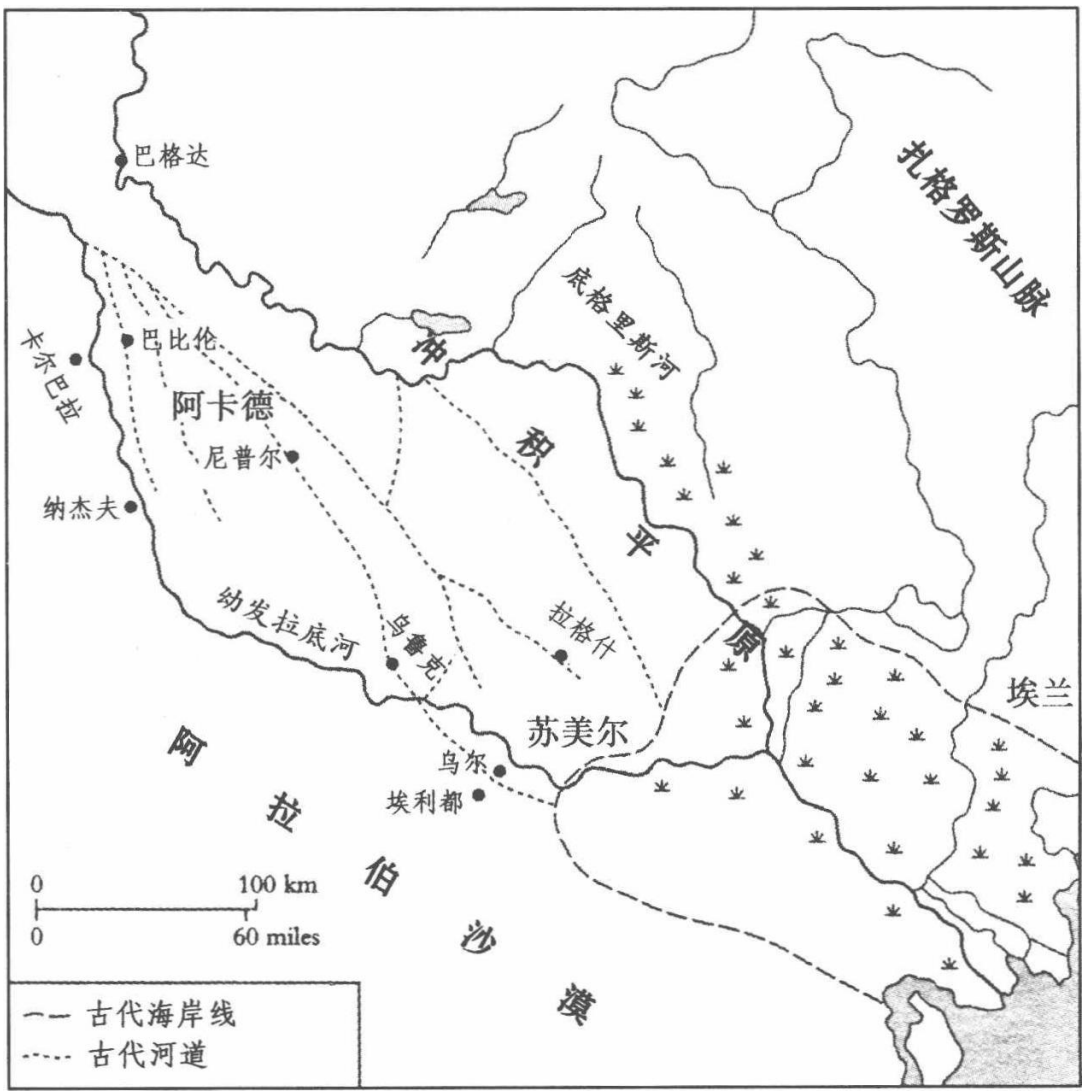 巴格达
扎格罗斯山脉
底格里斯河
冲积平原
巴比伦
卡尔巴拉
阿卡德
尼普尔
纳杰夫
幼发拉底河
乌鲁克
拉格什
埃兰
苏美尔
乌尔
埃利都
阿拉伯沙漠
0 100 km
0 60 miles
古代海岸线
古代河道